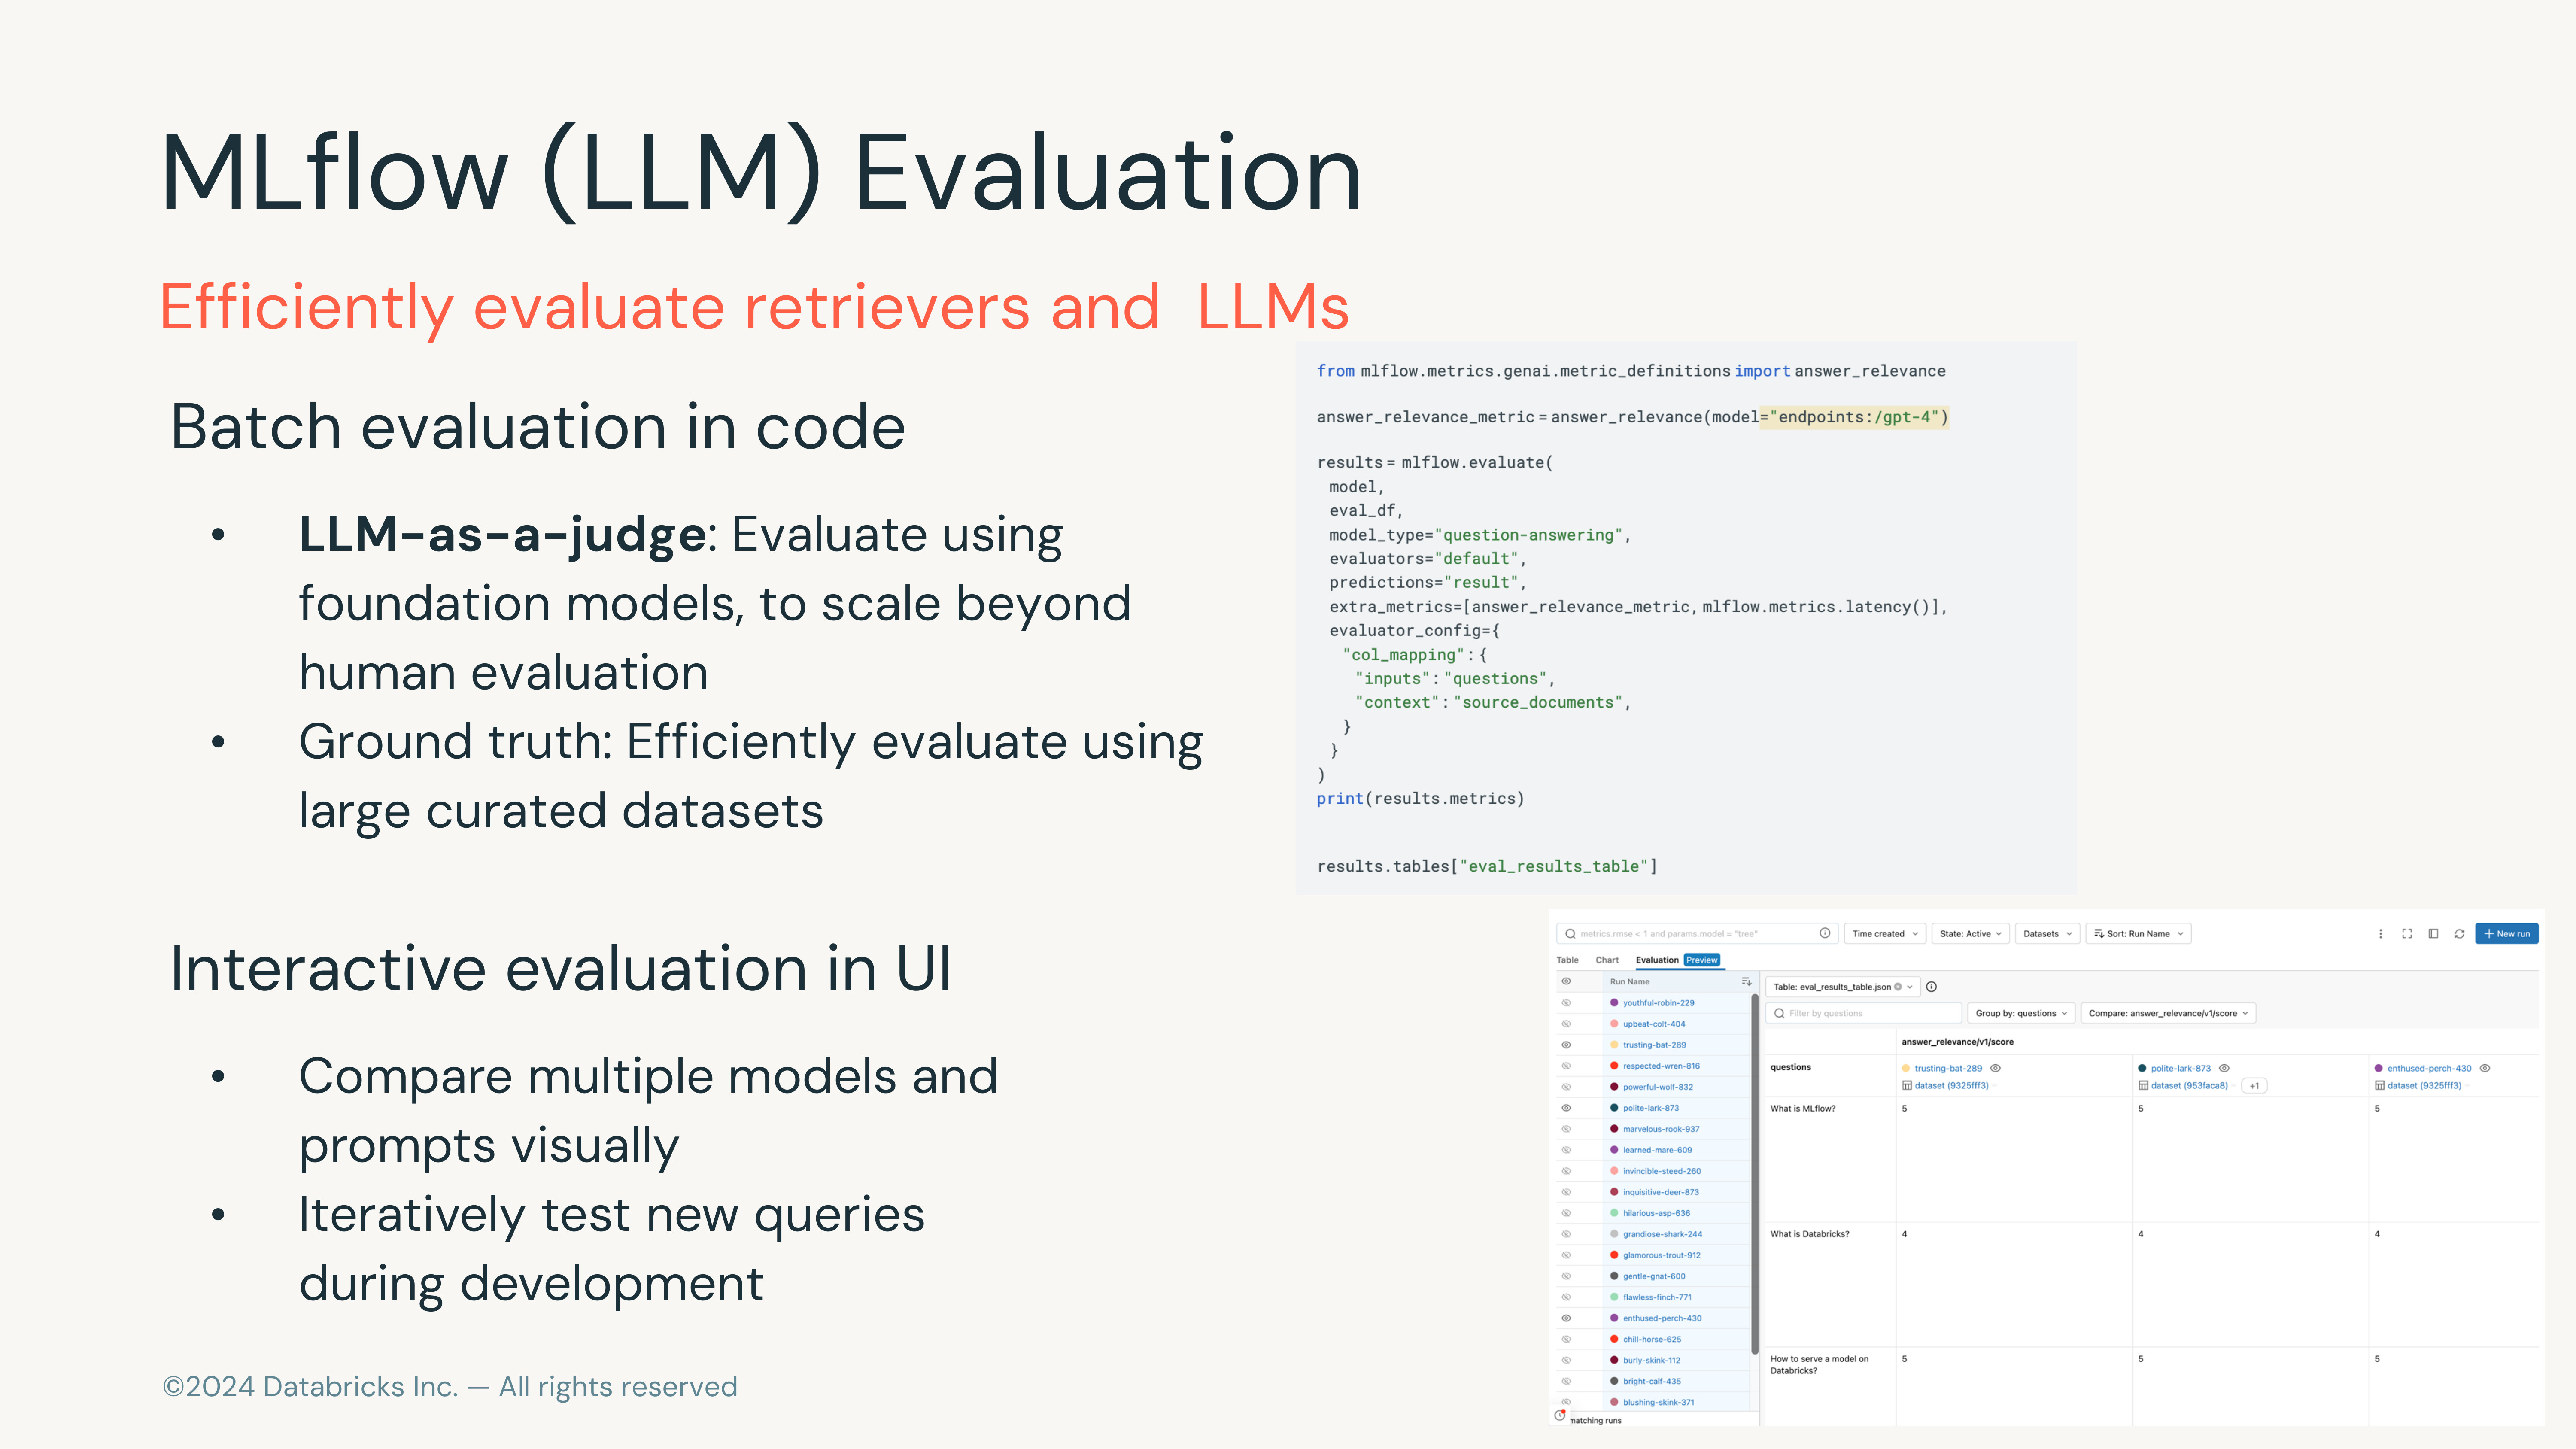 MLflow (LLM) Evaluation
Efficiently evaluate retrievers and  LLMs
Batch evaluation in code
• LLM-as-a-judge: Evaluate using
foundation models, to scale beyond
human evaluation
• Ground truth: Efficiently evaluate using
large curated datasets
Interactive evaluation in UI
• Compare multiple models and
prompts visually
• Iteratively test new queries
during development
from mlflow.metrics.genai.metric_definitions import answer_relevance
answer_relevance_metric = answer_relevance(model="endpoints:/gpt-4")
results = mlflow.evaluate(
model,
eval_df,
model_type="question-answering",
evaluators="default",
predictions="result",
extra_metrics=[answer_relevance_metric, mlflow.metrics.latency()],
evaluator_config={
"col_mapping": {
"inputs": "questions",
"context": "source_documents",
}
}
)
print(results.metrics)
results.tables["eval_results_table"]
metrics.rmse < 1 and params.model = "tree" Time created State: Active Datasets Sort: Run Name + New run
Table Chart Evaluation Preview
Run Name
youthful-robin-229
upbeat-colt-404
trusting-bat-289
respected-wren-816
powerful-wolf-832
polite-lark-873
marvelous-rook-937
learned-mare-609
invincible-steed-260
inquisitive-deer-873
hilarious-asp-636
grandiose-shark-244
glamorous-trout-912
gentle-gnat-600
flawless-finch-771
enthused-perch-430
chill-horse-625
burly-skink-112
bright-calf-435
blushing-skink-371
matching runs
Table: eval_results_table.json
Filter by questions Group by: questions Compare: answer_relevance/v1/score
answer_relevance/v1/score
questions trusting-bat-289 polite-lark-873 enthused-perch-430
dataset (9325fff3) dataset (953faca8) +1 dataset (9325fff3)
What is MLflow? 5 5 5
What is Databricks? 4 4 4
How to serve a model on 5 5 5
Databricks?
©2024 Databricks Inc. — All rights reserved